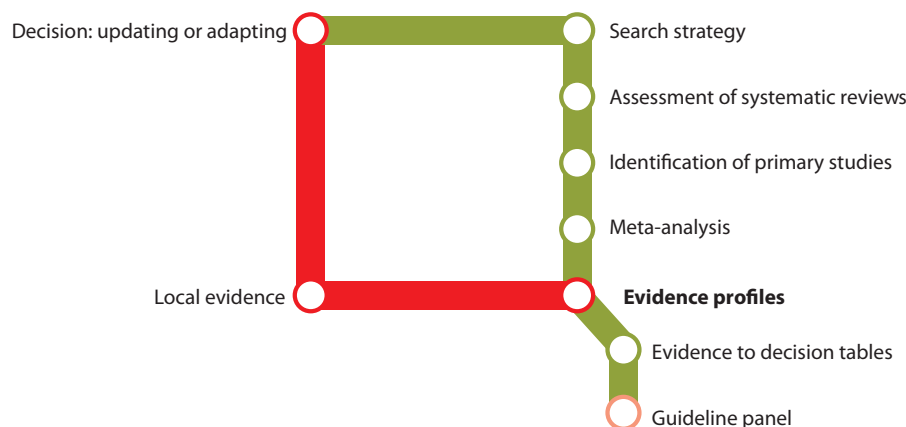 Decision: updating or adapting
Search strategy
Assessment of systematic reviews
Identification of primary studies
Meta-analysis
Local evidence
Evidence profiles
Evidence to decision tables
Guideline panel